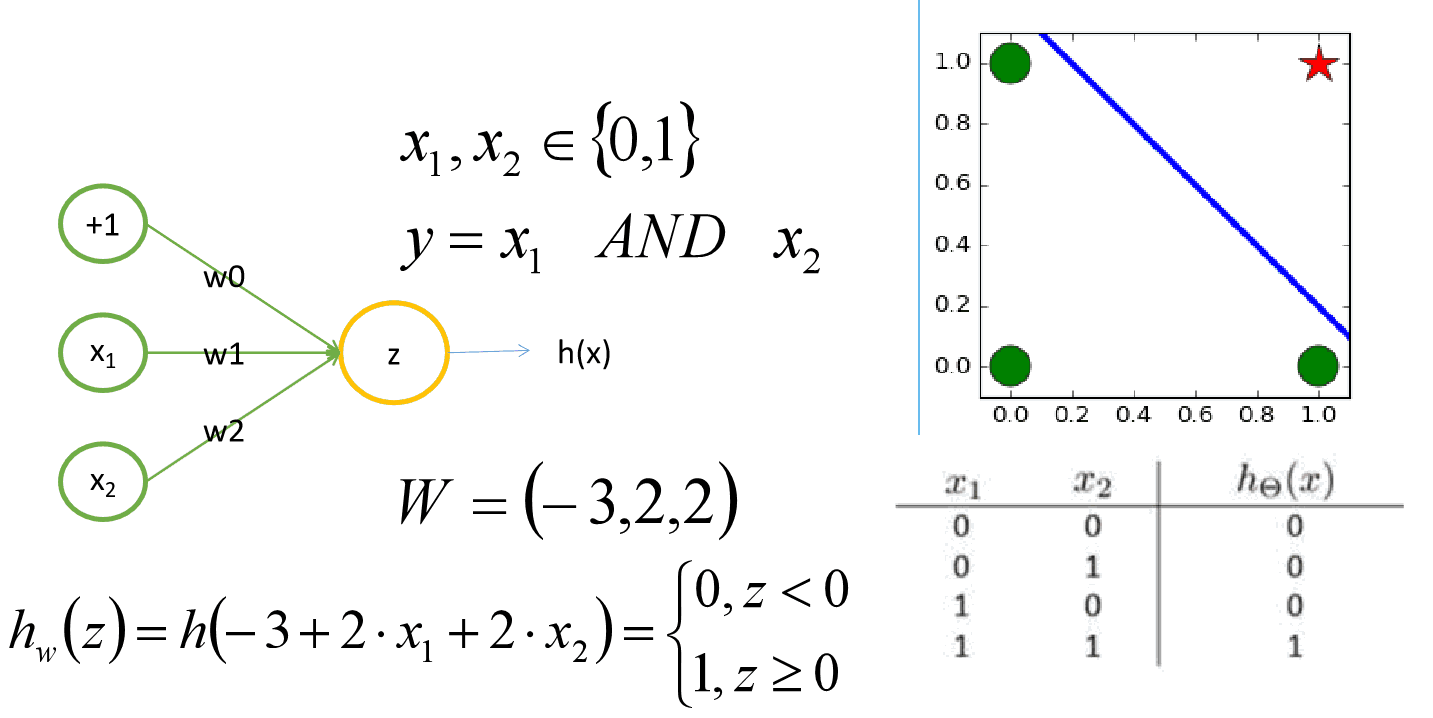 +1
x₁
x₂
w0
w1
w2
z
h(x)
x₁, x₂ ∈ {0,1}
y = x₁ AND x₂
W = (− 3,2,2)
h_w(z) = h(− 3 + 2 · x₁ + 2 · x₂) = { 0, z < 0
1, z ≥ 0
1.0
0.8
0.6
0.4
0.2
0.0
0.0 0.2 0.4 0.6 0.8 1.0
x₁ x₂ h_Θ(x)
0 0 0
0 1 0
1 0 0
1 1 1